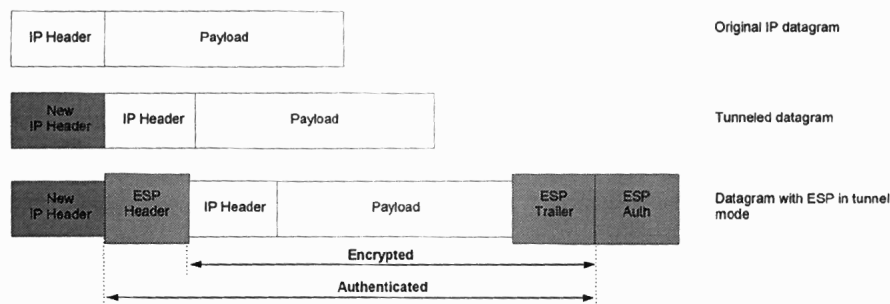 IP Header Payload Original IP datagram
New
IP Header IP Header Payload Tunneled datagram
New
IP Header ESP
Header IP Header Payload ESP
Trailer ESP
Auth Datagram with ESP in tunnel
mode
Encrypted
Authenticated